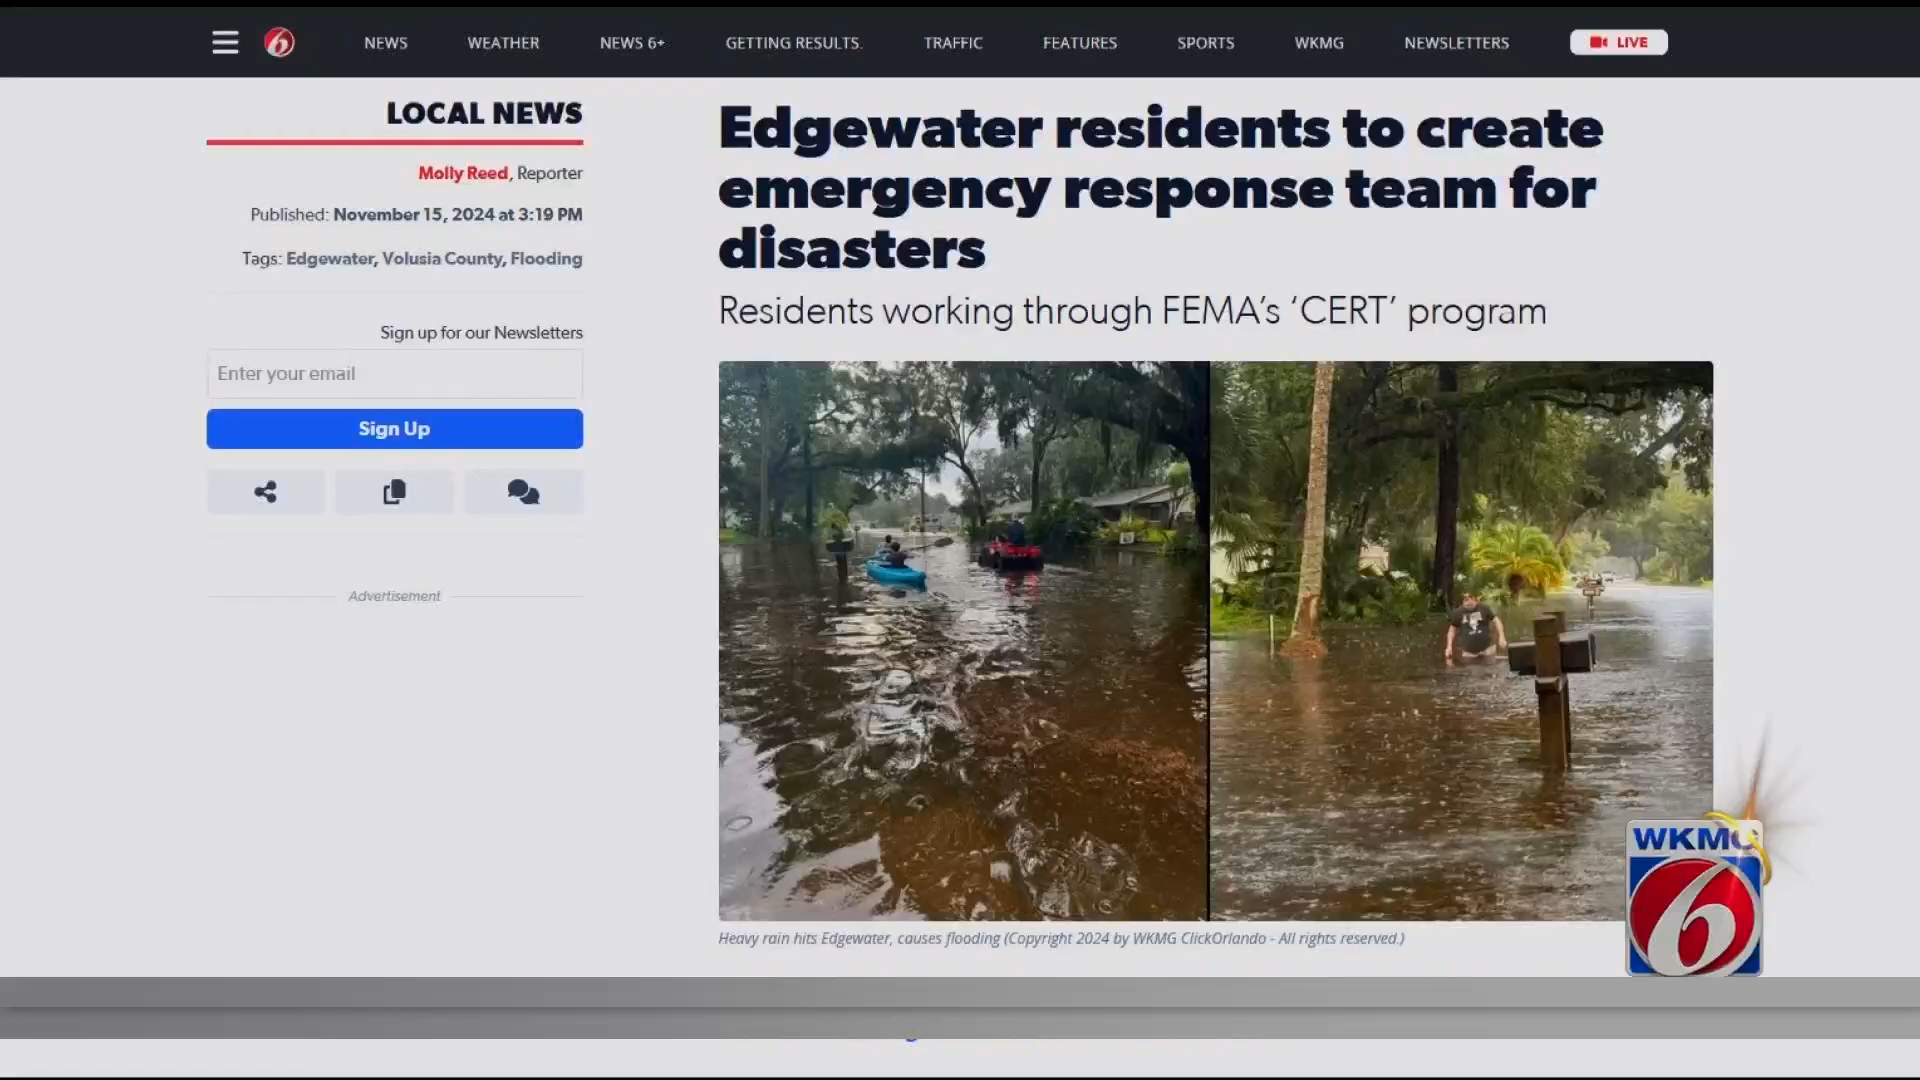 NEWS WEATHER NEWS 6+ GETTING RESULTS. TRAFFIC FEATURES SPORTS WKMG NEWSLETTERS LIVE
LOCAL NEWS
Molly Reed, Reporter
Published: November 15, 2024 at 3:19 PM
Tags: Edgewater, Volusia County, Flooding
Sign up for our Newsletters
Enter your email
Sign Up
Advertisement
Edgewater residents to create
emergency response team for
disasters
Residents working through FEMA’s ‘CERT’ program
Heavy rain hits Edgewater, causes flooding (Copyright 2024 by WKMG ClickOrlando - All rights reserved.)
WKMG
6